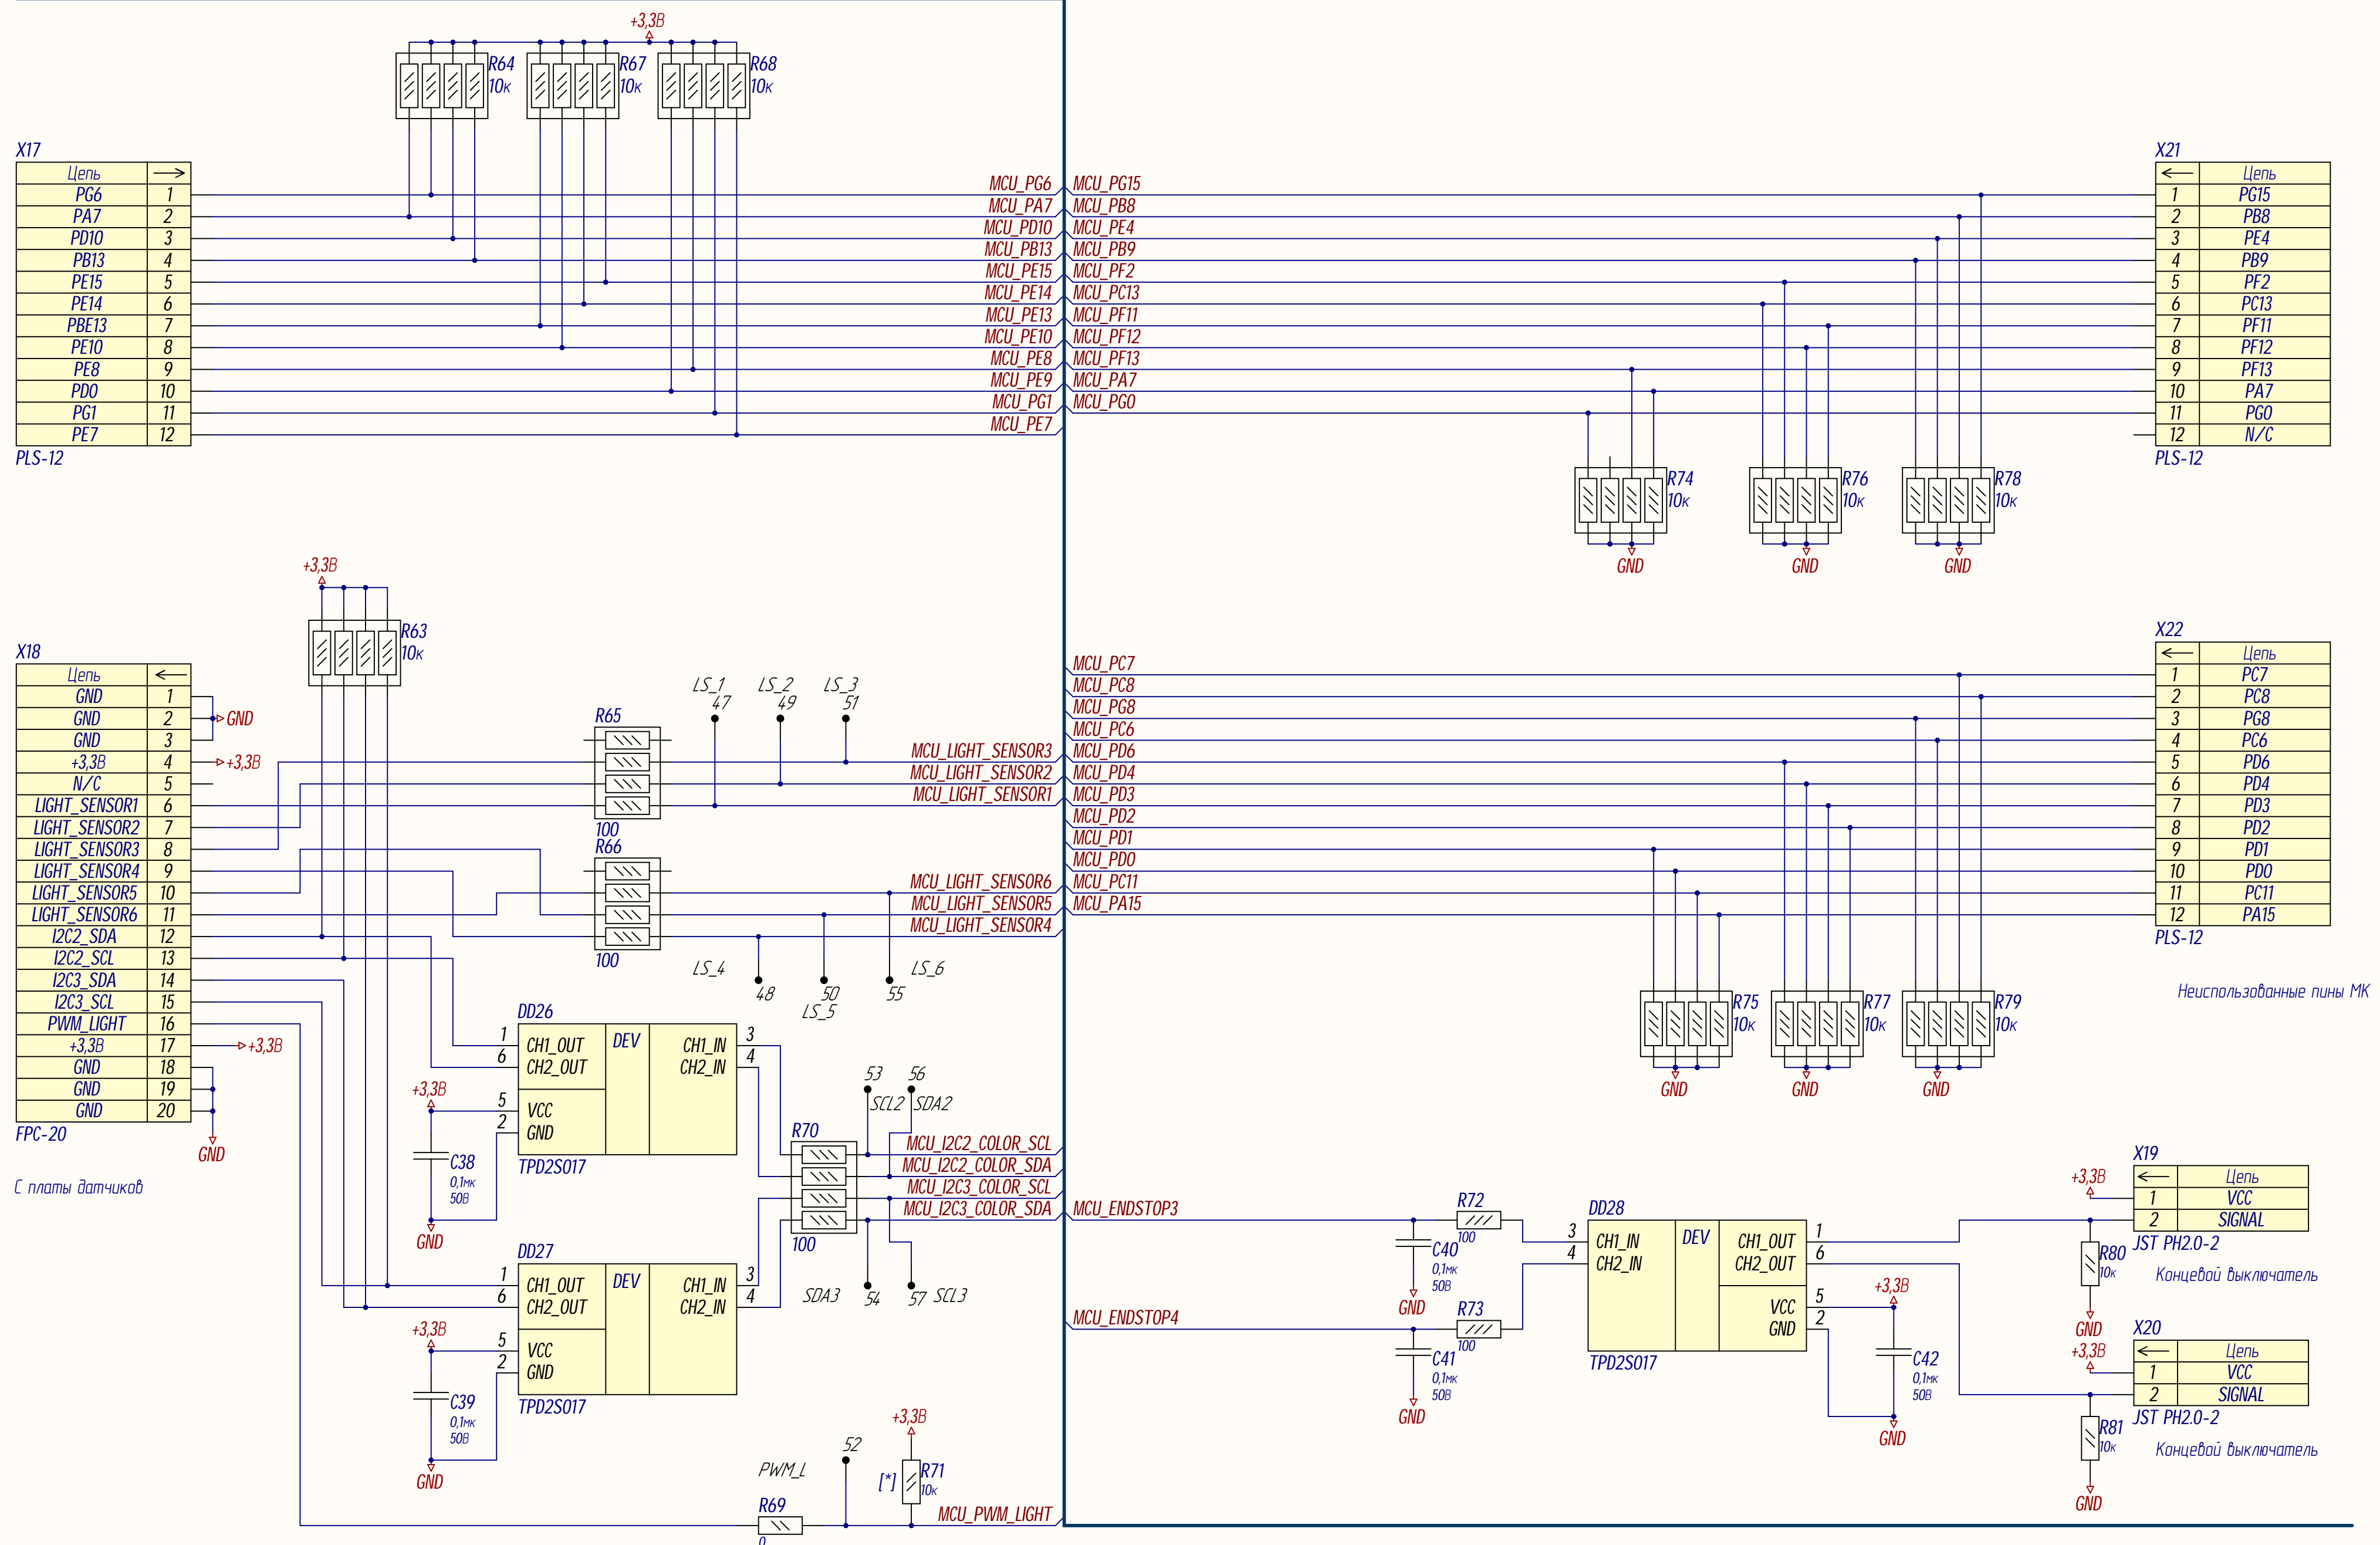 +3,3В
R64
10к
R67
10к
R68
10к
X17
Цепь
PG6 1
PA7 2
PD10 3
PB13 4
PE15 5
PE14 6
PBE13 7
PE10 8
PE8 9
PD0 10
PG1 11
PE7 12
PLS-12
MCU_PG6
MCU_PA7
MCU_PD10
MCU_PB13
MCU_PE15
MCU_PE14
MCU_PE13
MCU_PE10
MCU_PE8
MCU_PE9
MCU_PG1
MCU_PE7
MCU_PG15
MCU_PB8
MCU_PE4
MCU_PB9
MCU_PF2
MCU_PC13
MCU_PF11
MCU_PF12
MCU_PF13
MCU_PA7
MCU_PG0
X21
Цепь
1 PG15
2 PB8
3 PE4
4 PB9
5 PF2
6 PC13
7 PF11
8 PF12
9 PF13
10 PA7
11 PG0
12 N/C
PLS-12
R74
10к
GND
R76
10к
GND
R78
10к
GND
+3,3В
R63
10к
X18
Цепь
GND 1
GND 2
GND 3
+3,3В 4
N/C 5
LIGHT_SENSOR1 6
LIGHT_SENSOR2 7
LIGHT_SENSOR3 8
LIGHT_SENSOR4 9
LIGHT_SENSOR5 10
LIGHT_SENSOR6 11
I2C2_SDA 12
I2C2_SCL 13
I2C3_SDA 14
I2C3_SCL 15
PWM_LIGHT 16
+3,3В 17
GND 18
GND 19
GND 20
FPC-20
GND
+3,3В
+3,3В
GND
С платы датчиков
R65
100
R66
100
LS_1
47
LS_2
49
LS_3
51
MCU_LIGHT_SENSOR3
MCU_LIGHT_SENSOR2
MCU_LIGHT_SENSOR1
MCU_LIGHT_SENSOR6
MCU_LIGHT_SENSOR5
MCU_LIGHT_SENSOR4
LS_4
48
50
LS_5
55
LS_6
DD26
1 CH1_OUT DEV CH1_IN 3
6 CH2_OUT CH2_IN 4
5 VCC
2 GND
TPD2S017
+3,3В
C38
0,1мк
50В
GND
53
SCL2
56
SDA2
R70
100
MCU_I2C2_COLOR_SCL
MCU_I2C2_COLOR_SDA
MCU_I2C3_COLOR_SCL
MCU_I2C3_COLOR_SDA
SDA3
54
57
SCL3
DD27
1 CH1_OUT DEV CH1_IN 3
6 CH2_OUT CH2_IN 4
5 VCC
2 GND
TPD2S017
+3,3В
C39
0,1мк
50В
GND
PWM_L
52
+3,3В
[*]
R71
10к
R69
0
MCU_PWM_LIGHT
MCU_PC7
MCU_PC8
MCU_PG8
MCU_PC6
MCU_PD6
MCU_PD4
MCU_PD3
MCU_PD2
MCU_PD1
MCU_PD0
MCU_PC11
MCU_PA15
X22
Цепь
1 PC7
2 PC8
3 PG8
4 PC6
5 PD6
6 PD4
7 PD3
8 PD2
9 PD1
10 PD0
11 PC11
12 PA15
PLS-12
Неиспользованные пины МК
R75
10к
GND
R77
10к
GND
R79
10к
GND
MCU_ENDSTOP3
MCU_ENDSTOP4
R72
100
C40
0,1мк
50В
GND
R73
100
C41
0,1мк
50В
GND
DD28
3 CH1_IN DEV CH1_OUT 1
4 CH2_IN CH2_OUT 6
VCC 5
GND 2
TPD2S017
+3,3В
C42
0,1мк
50В
GND
X19
+3,3В
Цепь
1 VCC
2 SIGNAL
JST PH2.0-2
R80
10к
Концевой выключатель
GND
X20
+3,3В
Цепь
1 VCC
2 SIGNAL
JST PH2.0-2
R81
10к
Концевой выключатель
GND